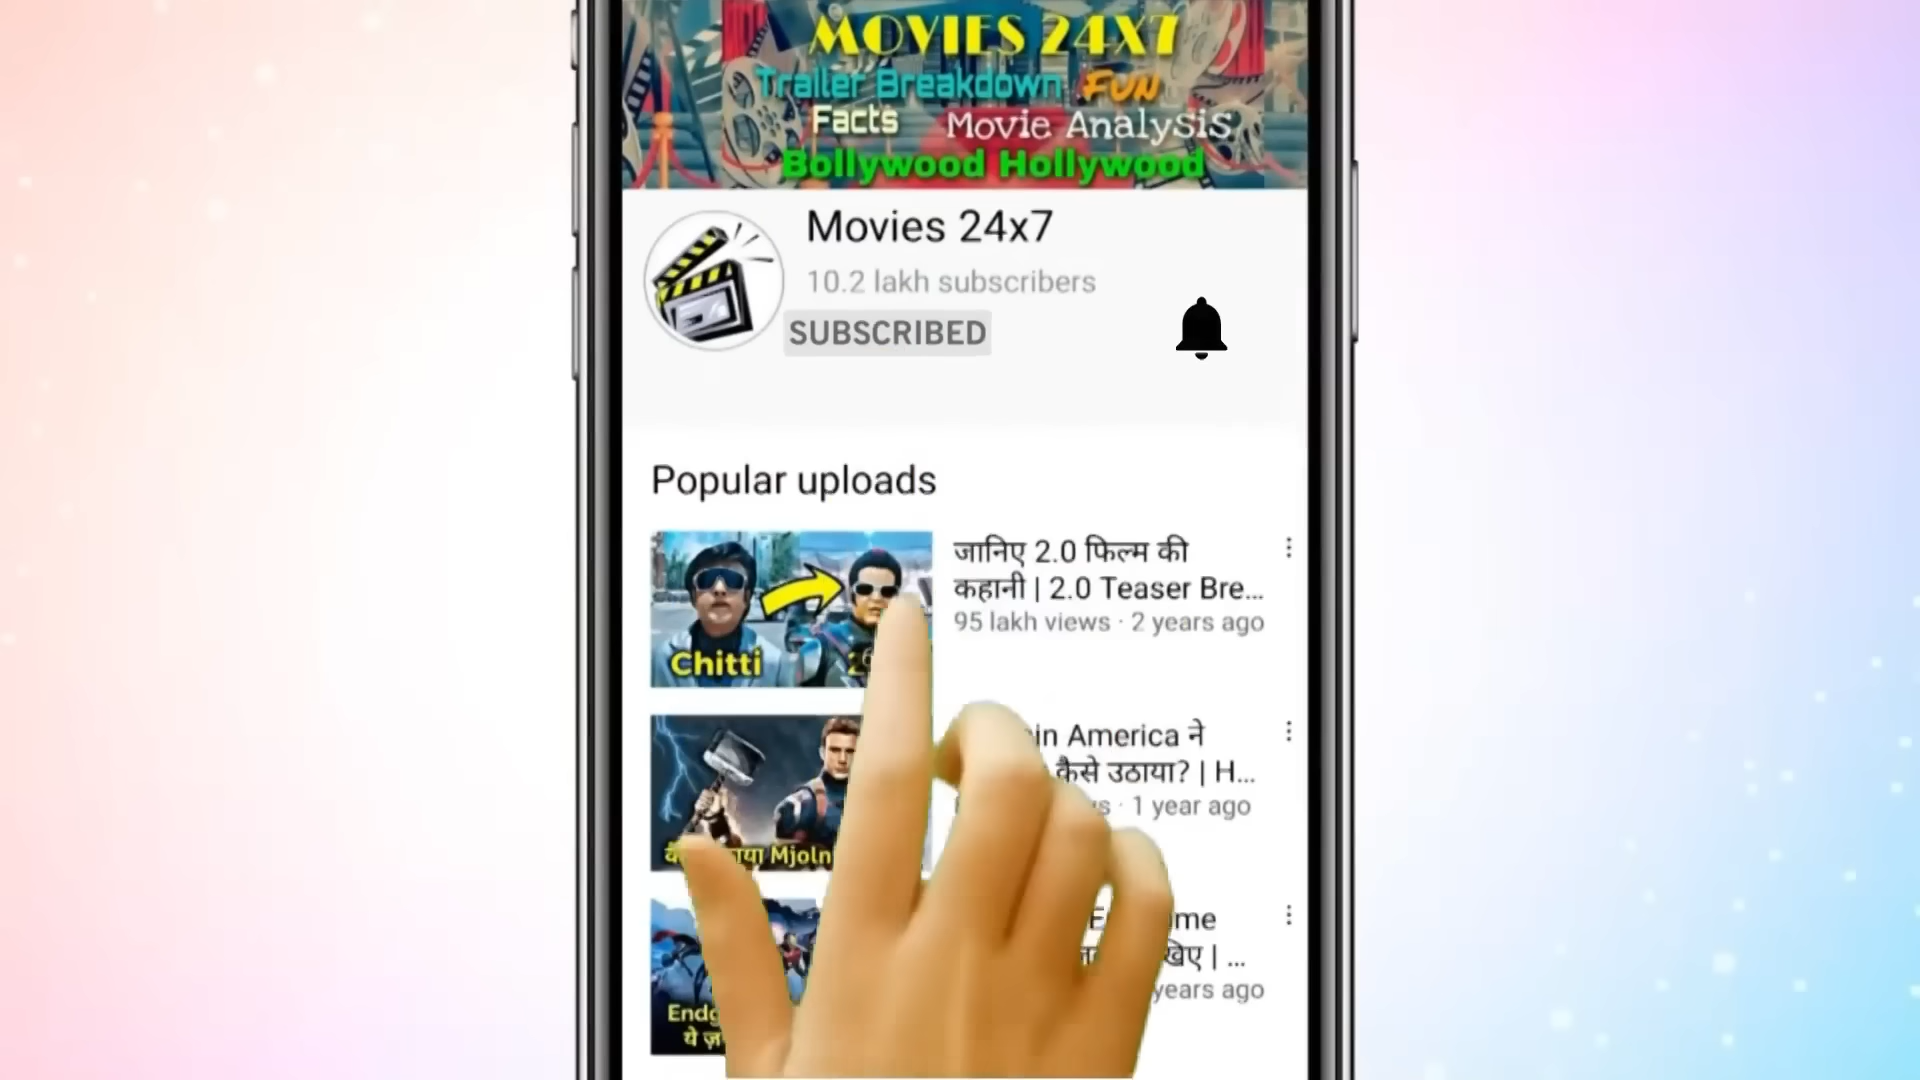 MOVIES 24X7
Trailer Breakdown FUN
Facts Movie Analysis
Bollywood Hollywood
Movies 24x7
10.2 lakh subscribers
SUBSCRIBED
Popular uploads
Chitti
जानिए 2.0 फिल्म की
कहानी | 2.0 Teaser Bre...
95 lakh views · 2 years ago
America ने
कैसे उठाया? | H...
1 year ago
Mjoln
years ago
ये